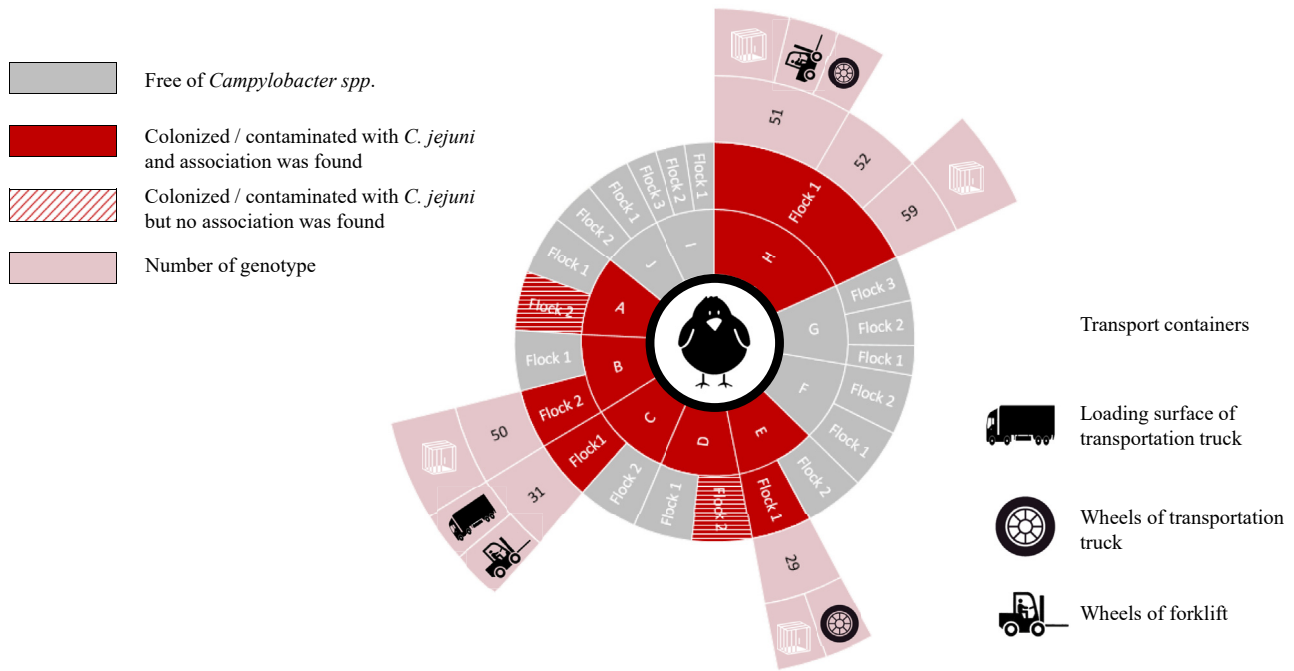 Free of Campylobacter spp.
Colonized / contaminated with C. jejuni
and association was found
Colonized / contaminated with C. jejuni
but no association was found
Number of genotype
51
52
59
Flock 1
H
Flock 3
Flock 2
Flock 1
G
Flock 2
Flock 1
F
Flock 2
Flock 1
E
29
Flock 2
Flock 1
D
Flock 2
Flock1
C
31
50
Flock 2
Flock 1
B
Flock 2
Flock 1
A
Flock 2
Flock 1
J
Flock 3
Flock 2
Flock 1
I
Transport containers
Loading surface of
transportation truck
Wheels of transportation
truck
Wheels of forklift